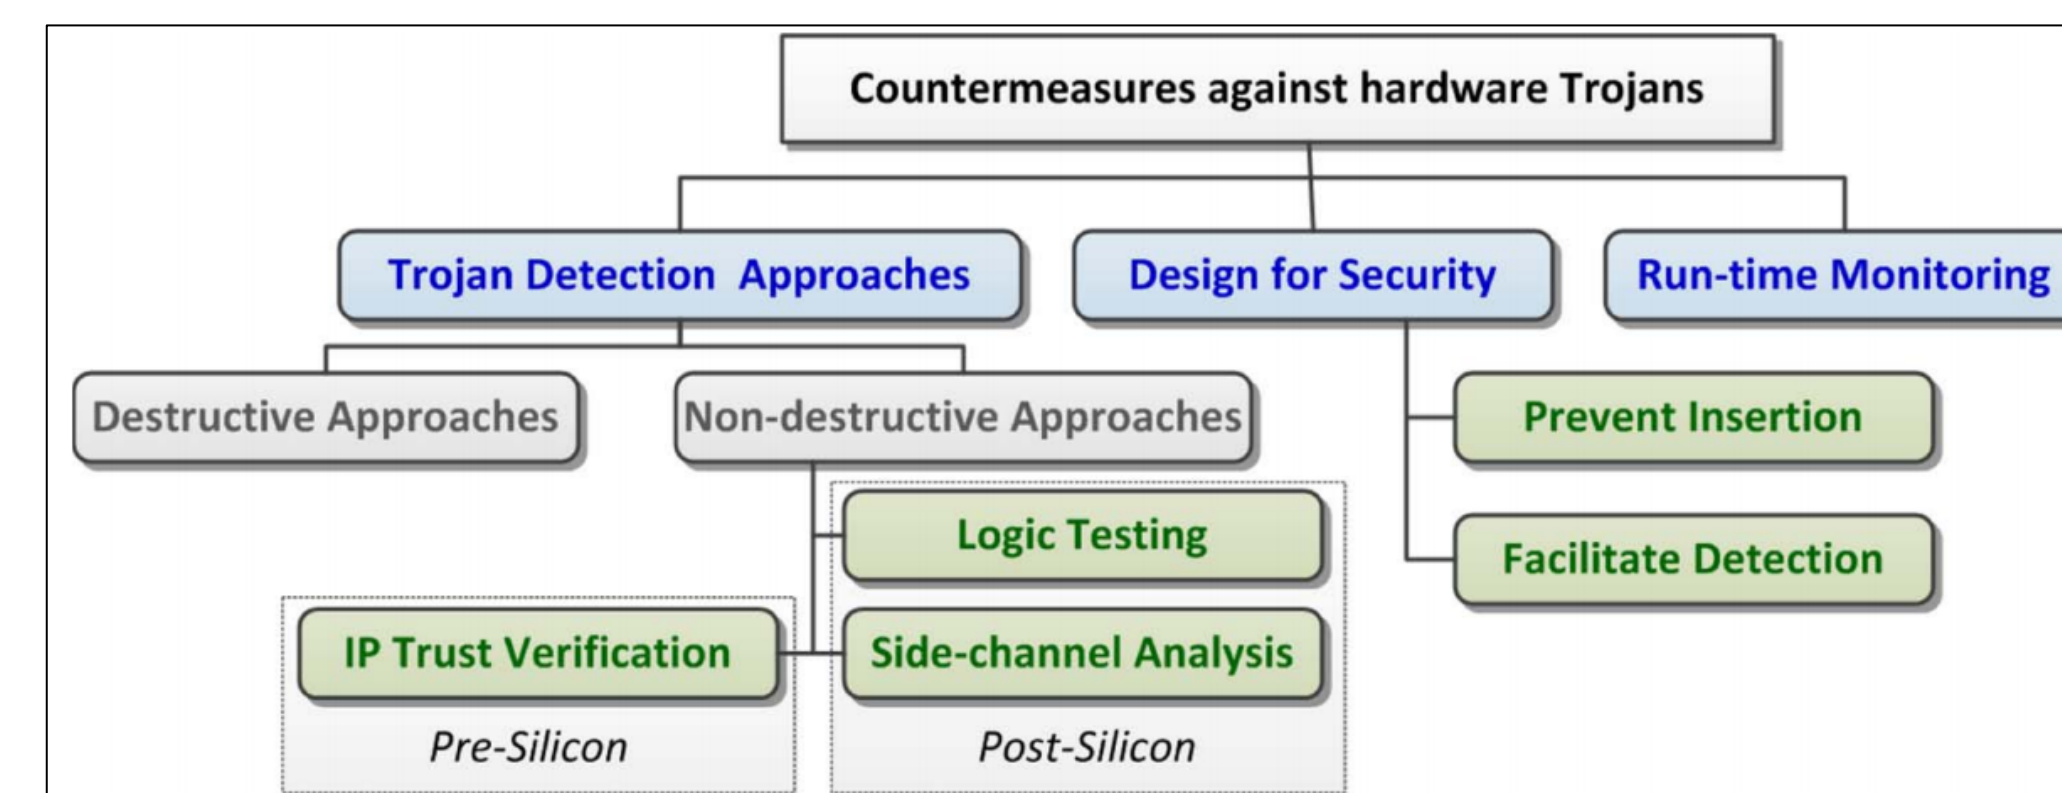 Countermeasures against hardware Trojans
Trojan Detection Approaches
Design for Security
Run-time Monitoring
Destructive Approaches
Non-destructive Approaches
Prevent Insertion
Logic Testing
Facilitate Detection
IP Trust Verification
Side-channel Analysis
Pre-Silicon
Post-Silicon